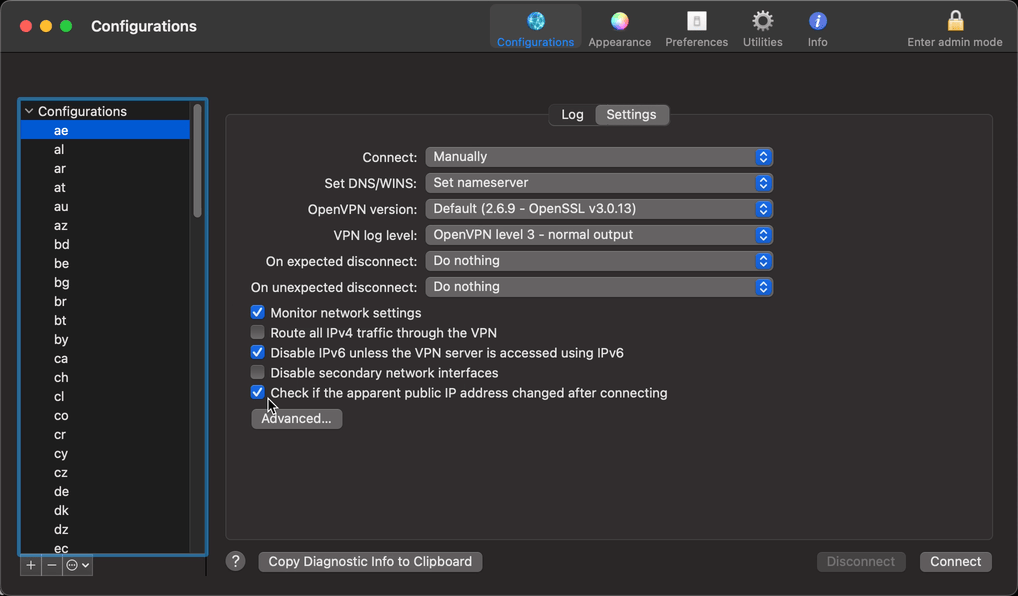 Configurations
Configurations
Appearance
Preferences
Utilities
Info
Enter admin mode
Configurations
ae
al
ar
at
au
az
bd
be
bg
br
bt
by
ca
ch
cl
co
cr
cy
cz
de
dk
dz
ec
Log
Settings
Connect: Manually
Set DNS/WINS: Set nameserver
OpenVPN version: Default (2.6.9 - OpenSSL v3.0.13)
VPN log level: OpenVPN level 3 - normal output
On expected disconnect: Do nothing
On unexpected disconnect: Do nothing
Monitor network settings
Route all IPv4 traffic through the VPN
Disable IPv6 unless the VPN server is accessed using IPv6
Disable secondary network interfaces
Check if the apparent public IP address changed after connecting
Advanced...
?
Copy Diagnostic Info to Clipboard
Disconnect
Connect